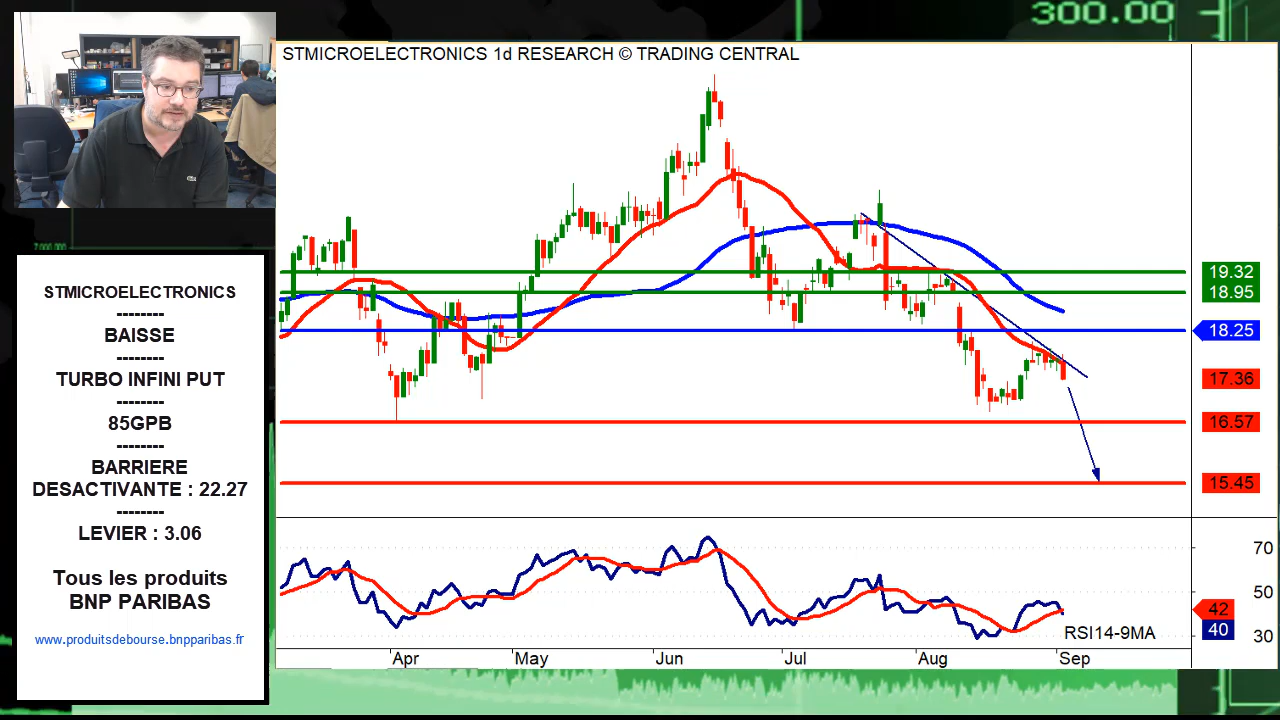 300.00
STMICROELECTRONICS 1d RESEARCH © TRADING CENTRAL
STMICROELECTRONICS
--------
BAISSE
--------
TURBO INFINI PUT
--------
85GPB
--------
BARRIERE
DESACTIVANTE : 22.27
--------
LEVIER : 3.06
Tous les produits
BNP PARIBAS
www.produitsdebourse.bnpparibas.fr
19.32
18.95
18.25
17.36
16.57
15.45
70
50
42
40
30
RSI14-9MA
Apr May Jun Jul Aug Sep